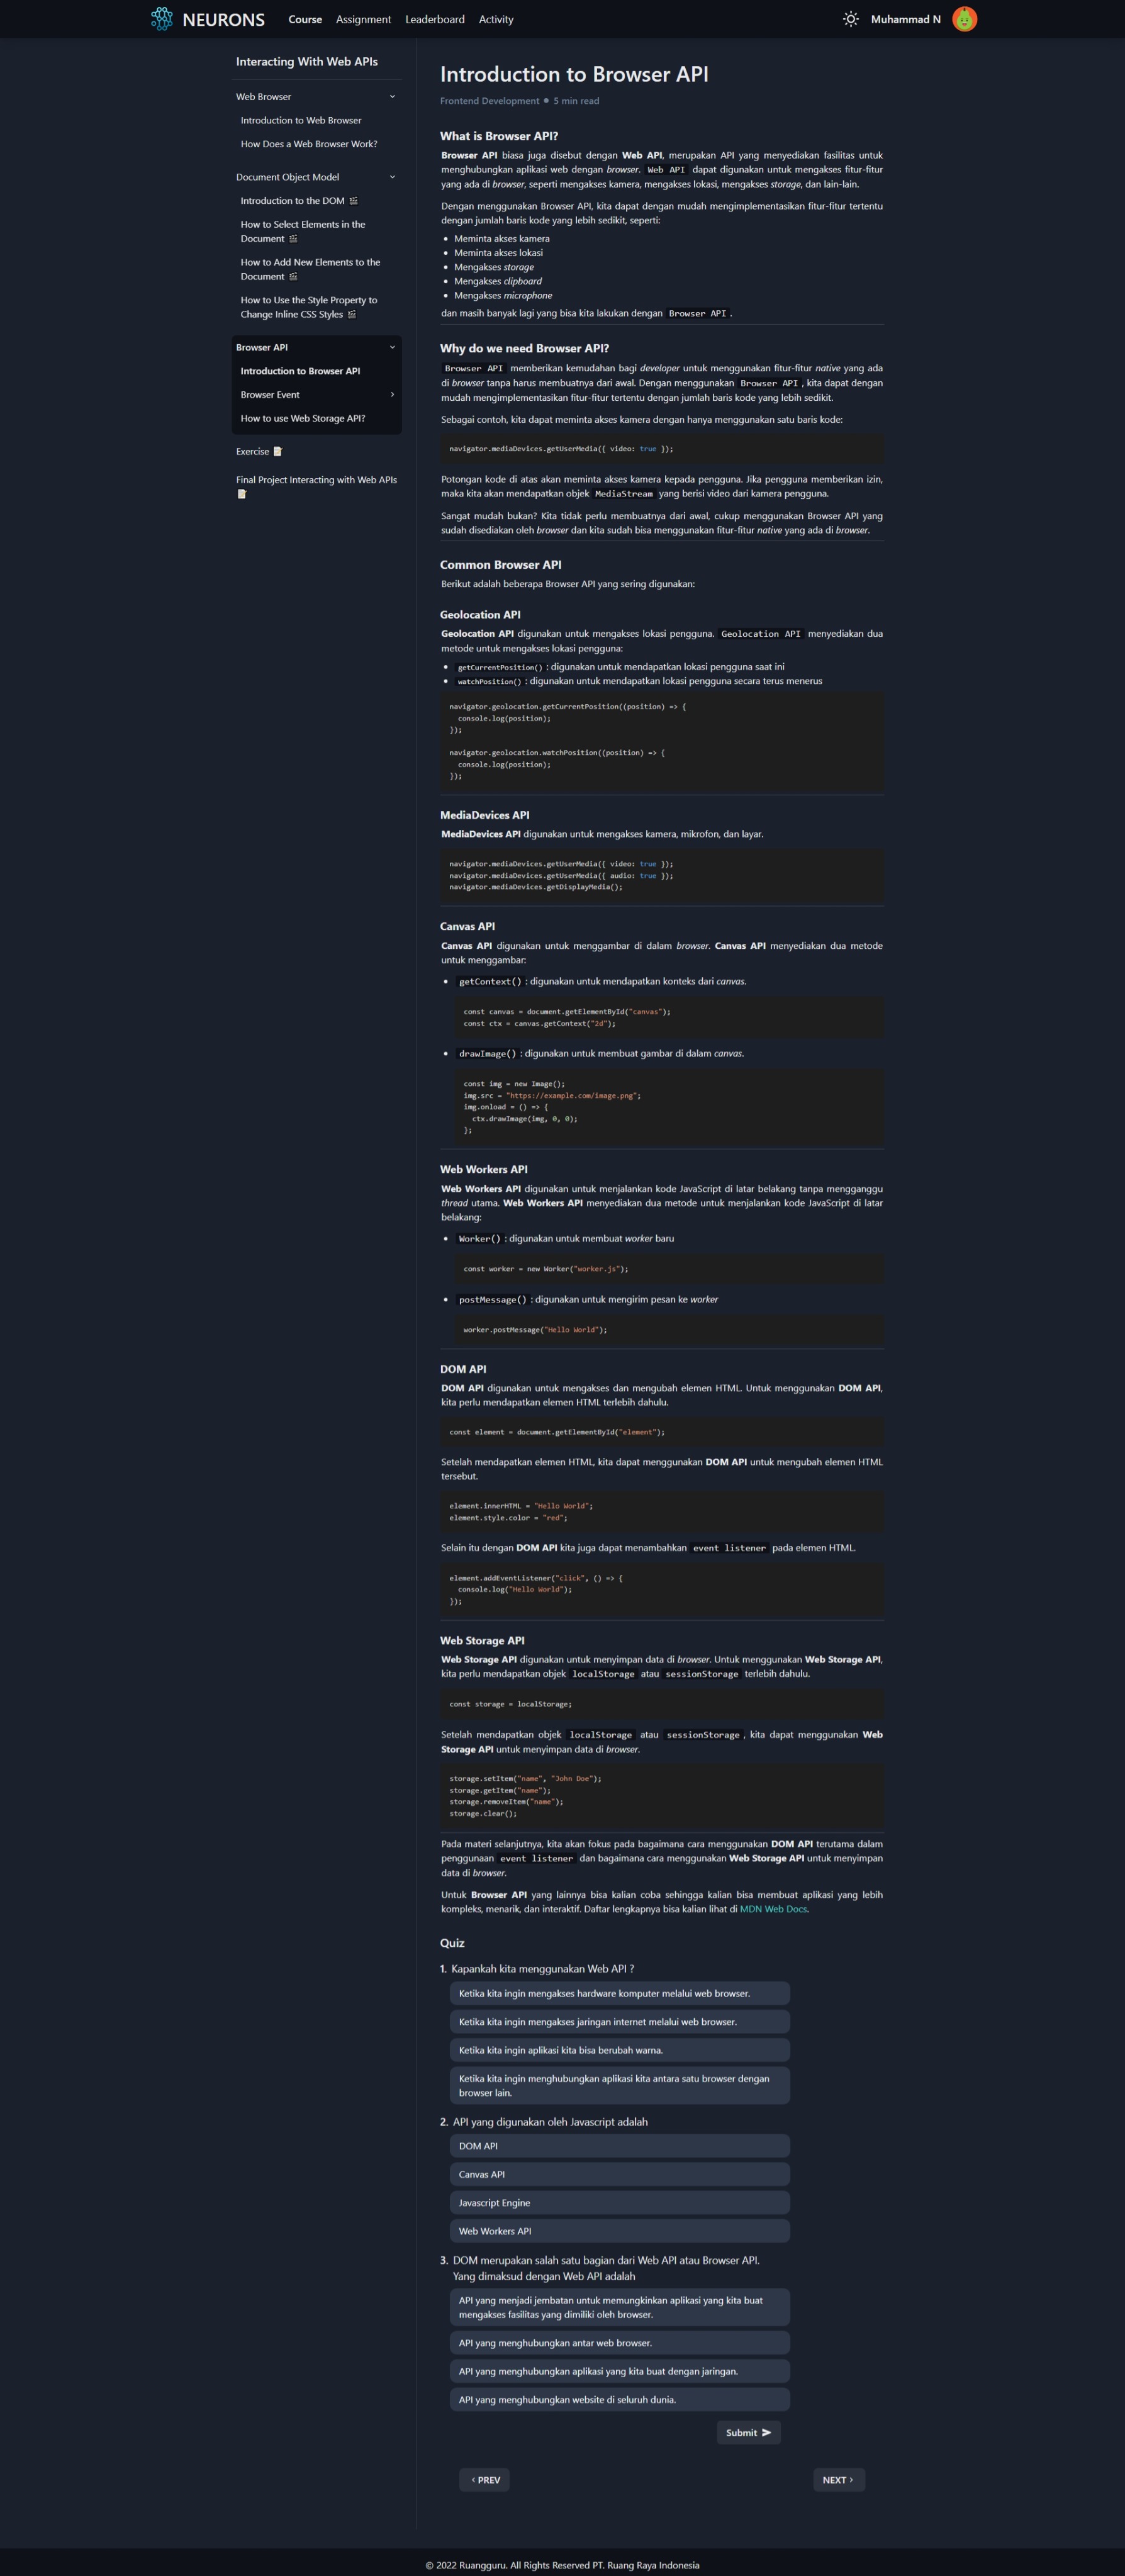 NEURONS
Course
Assignment
Leaderboard
Activity
Muhammad N
Interacting With Web APIs
Web Browser
Introduction to Web Browser
How Does a Web Browser Work?
Document Object Model
Introduction to the DOM 🎬
How to Select Elements in the
Document 🎬
How to Add New Elements to the
Document 🎬
How to Use the Style Property to
Change Inline CSS Styles 🎬
Browser API
Introduction to Browser API
Browser Event
How to use Web Storage API?
Exercise 📝
Final Project Interacting with Web APIs
📝
Introduction to Browser API
Frontend Development ● 5 min read
What is Browser API?
Browser API biasa juga disebut dengan Web API, merupakan API yang menyediakan fasilitas untuk
menghubungkan aplikasi web dengan browser. Web API dapat digunakan untuk mengakses fitur-fitur
yang ada di browser, seperti mengakses kamera, mengakses lokasi, mengakses storage, dan lain-lain.
Dengan menggunakan Browser API, kita dapat dengan mudah mengimplementasikan fitur-fitur tertentu
dengan jumlah baris kode yang lebih sedikit, seperti:
• Meminta akses kamera
• Meminta akses lokasi
• Mengakses storage
• Mengakses clipboard
• Mengakses microphone
dan masih banyak lagi yang bisa kita lakukan dengan Browser API.
Why do we need Browser API?
Browser API memberikan kemudahan bagi developer untuk menggunakan fitur-fitur native yang ada
di browser tanpa harus membuatnya dari awal. Dengan menggunakan Browser API, kita dapat dengan
mudah mengimplementasikan fitur-fitur tertentu dengan jumlah baris kode yang lebih sedikit.
Sebagai contoh, kita dapat meminta akses kamera dengan hanya menggunakan satu baris kode:
navigator.mediaDevices.getUserMedia({ video: true });
Potongan kode di atas akan meminta akses kamera kepada pengguna. Jika pengguna memberikan izin,
maka kita akan mendapatkan objek MediaStream yang berisi video dari kamera pengguna.
Sangat mudah bukan? Kita tidak perlu membuatnya dari awal, cukup menggunakan Browser API yang
sudah disediakan oleh browser dan kita sudah bisa menggunakan fitur-fitur native yang ada di browser.
Common Browser API
Berikut adalah beberapa Browser API yang sering digunakan:
Geolocation API
Geolocation API digunakan untuk mengakses lokasi pengguna. Geolocation API menyediakan dua
metode untuk mengakses lokasi pengguna:
• getCurrentPosition() : digunakan untuk mendapatkan lokasi pengguna saat ini
• watchPosition() : digunakan untuk mendapatkan lokasi pengguna secara terus menerus
navigator.geolocation.getCurrentPosition((position) => {
console.log(position);
});
navigator.geolocation.watchPosition((position) => {
console.log(position);
});
MediaDevices API
MediaDevices API digunakan untuk mengakses kamera, mikrofon, dan layar.
navigator.mediaDevices.getUserMedia({ video: true });
navigator.mediaDevices.getUserMedia({ audio: true });
navigator.mediaDevices.getDisplayMedia();
Canvas API
Canvas API digunakan untuk menggambar di dalam browser. Canvas API menyediakan dua metode
untuk menggambar:
• getContext() : digunakan untuk mendapatkan konteks dari canvas.
const canvas = document.getElementById("canvas");
const ctx = canvas.getContext("2d");
• drawImage() : digunakan untuk membuat gambar di dalam canvas.
const img = new Image();
img.src = "https://example.com/image.png";
img.onload = () => {
ctx.drawImage(img, 0, 0);
};
Web Workers API
Web Workers API digunakan untuk menjalankan kode JavaScript di latar belakang tanpa mengganggu
thread utama. Web Workers API menyediakan dua metode untuk menjalankan kode JavaScript di latar
belakang:
• Worker() : digunakan untuk membuat worker baru
const worker = new Worker("worker.js");
• postMessage() : digunakan untuk mengirim pesan ke worker
worker.postMessage("Hello World");
DOM API
DOM API digunakan untuk mengakses dan mengubah elemen HTML. Untuk menggunakan DOM API,
kita perlu mendapatkan elemen HTML terlebih dahulu.
const element = document.getElementById("element");
Setelah mendapatkan elemen HTML, kita dapat menggunakan DOM API untuk mengubah elemen HTML
tersebut.
element.innerHTML = "Hello World";
element.style.color = "red";
Selain itu dengan DOM API kita juga dapat menambahkan event listener pada elemen HTML.
element.addEventListener("click", () => {
console.log("Hello World");
});
Web Storage API
Web Storage API digunakan untuk menyimpan data di browser. Untuk menggunakan Web Storage API,
kita perlu mendapatkan objek localStorage atau sessionStorage terlebih dahulu.
const storage = localStorage;
Setelah mendapatkan objek localStorage atau sessionStorage, kita dapat menggunakan Web
Storage API untuk menyimpan data di browser.
storage.setItem("name", "John Doe");
storage.getItem("name");
storage.removeItem("name");
storage.clear();
Pada materi selanjutnya, kita akan fokus pada bagaimana cara menggunakan DOM API terutama dalam
penggunaan event listener dan bagaimana cara menggunakan Web Storage API untuk menyimpan
data di browser.
Untuk Browser API yang lainnya bisa kalian coba sehingga kalian bisa membuat aplikasi yang lebih
kompleks, menarik, dan interaktif. Daftar lengkapnya bisa kalian lihat di MDN Web Docs.
Quiz
1. Kapankah kita menggunakan Web API ?
Ketika kita ingin mengakses hardware komputer melalui web browser.
Ketika kita ingin mengakses jaringan internet melalui web browser.
Ketika kita ingin aplikasi kita bisa berubah warna.
Ketika kita ingin menghubungkan aplikasi kita antara satu browser dengan
browser lain.
2. API yang digunakan oleh Javascript adalah
DOM API
Canvas API
Javascript Engine
Web Workers API
3. DOM merupakan salah satu bagian dari Web API atau Browser API.
Yang dimaksud dengan Web API adalah
API yang menjadi jembatan untuk memungkinkan aplikasi yang kita buat
mengakses fasilitas yang dimiliki oleh browser.
API yang menghubungkan antar web browser.
API yang menghubungkan aplikasi yang kita buat dengan jaringan.
API yang menghubungkan website di seluruh dunia.
Submit
‹ PREV
NEXT ›
© 2022 Ruangguru. All Rights Reserved PT. Ruang Raya Indonesia